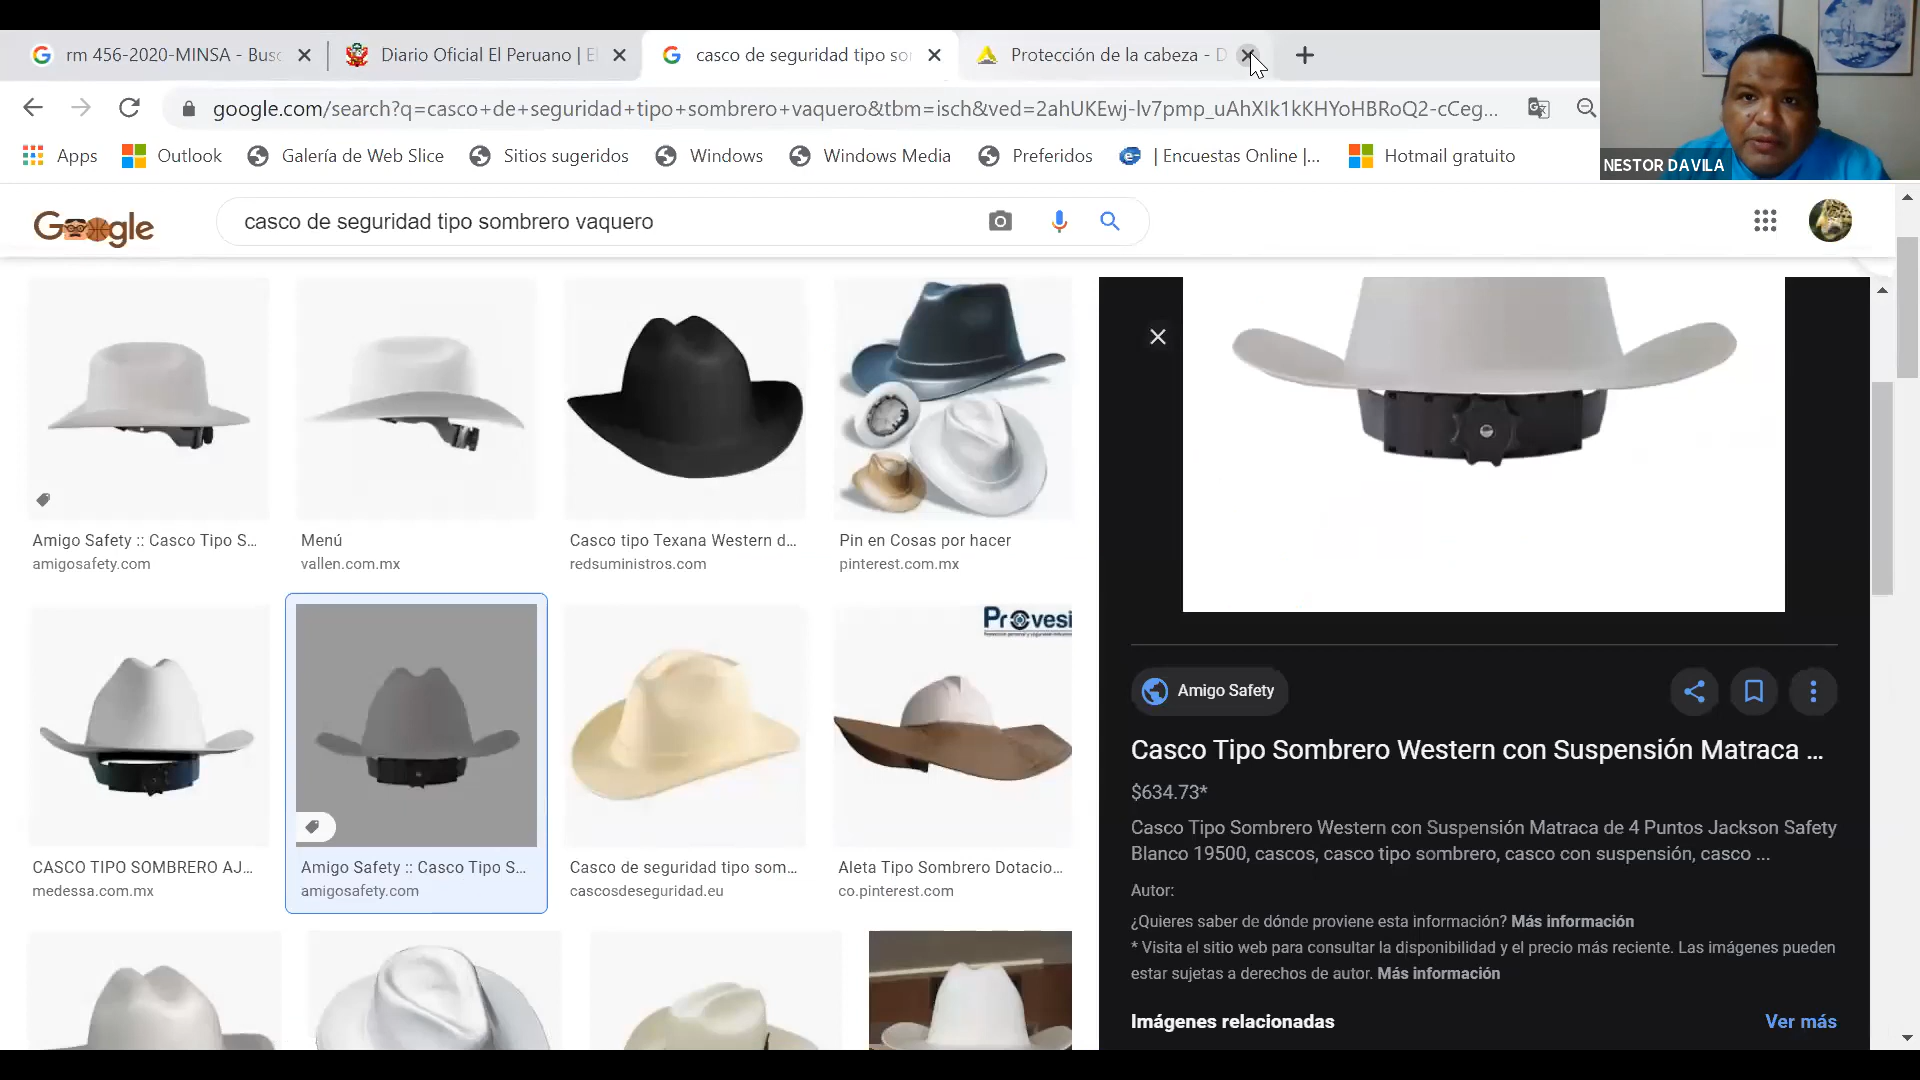 rm 456-2020-MINSA - Busc
Diario Oficial El Peruano | El
casco de seguridad tipo so
Protección de la cabeza - D
google.com/search?q=casco+de+seguridad+tipo+sombrero+vaquero&tbm=isch&ved=2ahUKEwj-lv7pmp_uAhXIk1kKHYoHBRoQ2-cCeg...
Apps
Outlook
Galería de Web Slice
Sitios sugeridos
Windows
Windows Media
Preferidos
| Encuestas Online |...
Hotmail gratuito
NESTOR DAVILA
Google
casco de seguridad tipo sombrero vaquero
Amigo Safety :: Casco Tipo S...
amigosafety.com
Menú
vallen.com.mx
Casco tipo Texana Western d...
redsuministros.com
Pin en Cosas por hacer
pinterest.com.mx
Provesi
CASCO TIPO SOMBRERO AJ...
medessa.com.mx
Amigo Safety :: Casco Tipo S...
amigosafety.com
Casco de seguridad tipo som...
cascosdeseguridad.eu
Aleta Tipo Sombrero Dotacio...
co.pinterest.com
Amigo Safety
Casco Tipo Sombrero Western con Suspensión Matraca ...
$634.73*
Casco Tipo Sombrero Western con Suspensión Matraca de 4 Puntos Jackson Safety
Blanco 19500, cascos, casco tipo sombrero, casco con suspensión, casco ...
Autor:
¿Quieres saber de dónde proviene esta información? Más información
* Visita el sitio web para consultar la disponibilidad y el precio más reciente. Las imágenes pueden
estar sujetas a derechos de autor. Más información
Imágenes relacionadas
Ver más